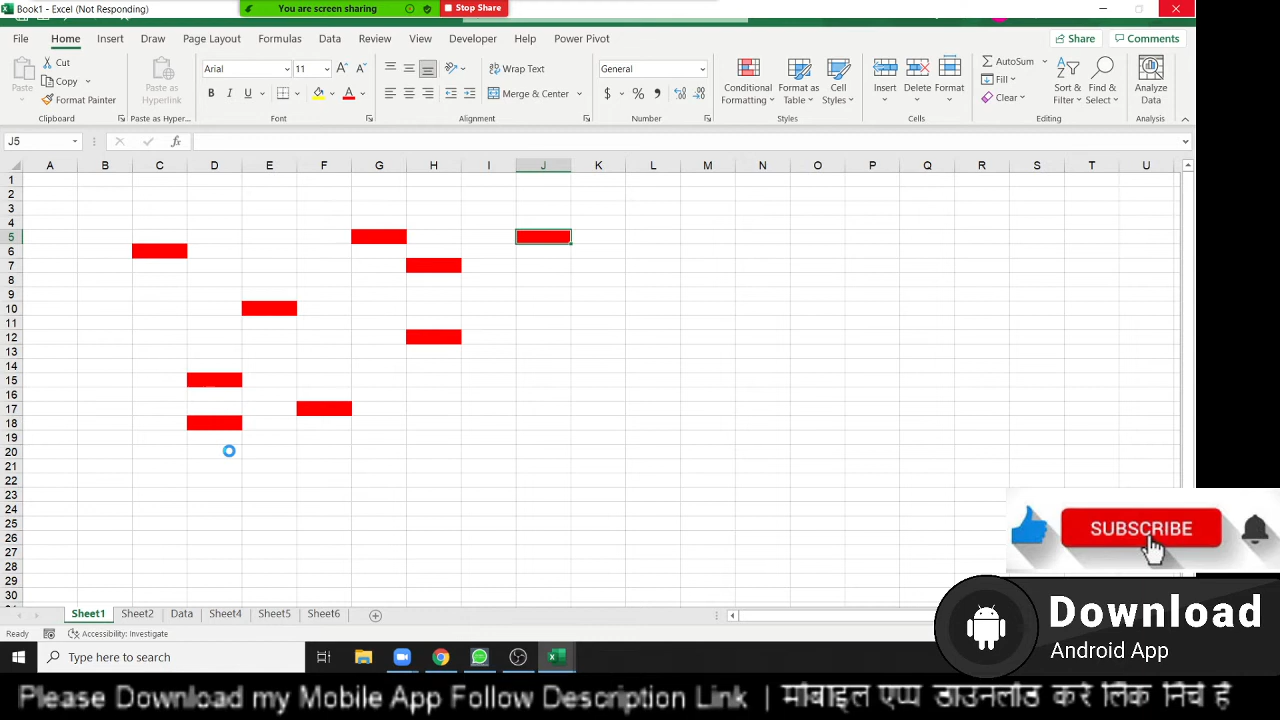 Book1 - Excel (Not Responding)
You are screen sharing
Stop Share
File Home Insert Draw Page Layout Formulas Data Review View Developer Help Power Pivot
Share Comments
Paste
Cut
Copy
Format Painter
Clipboard
Paste as Hyperlink
Paste as Hyper...
Arial 11
B I U
Font
Wrap Text
Merge & Center
Alignment
General
$ % ,
Number
Conditional Formatting
Format as Table
Cell Styles
Styles
Insert Delete Format
Cells
AutoSum
Fill
Clear
Sort & Filter
Find & Select
Editing
Analyze Data
Analysis
J5
fx
A B C D E F G H I J K L M N O P Q R S T U
1
2
3
4
5
6
7
8
9
10
11
12
13
14
15
16
17
18
19
20
21
22
23
24
25
26
27
28
29
30
SUBSCRIBE
Sheet1 Sheet2 Data Sheet4 Sheet5 Sheet6
Ready Accessibility: Investigate
Download
Android App
Type here to search
Please Download my Mobile App Follow Description Link | मोबाइल एप्प डाउनलोड करे लिंक निचे है